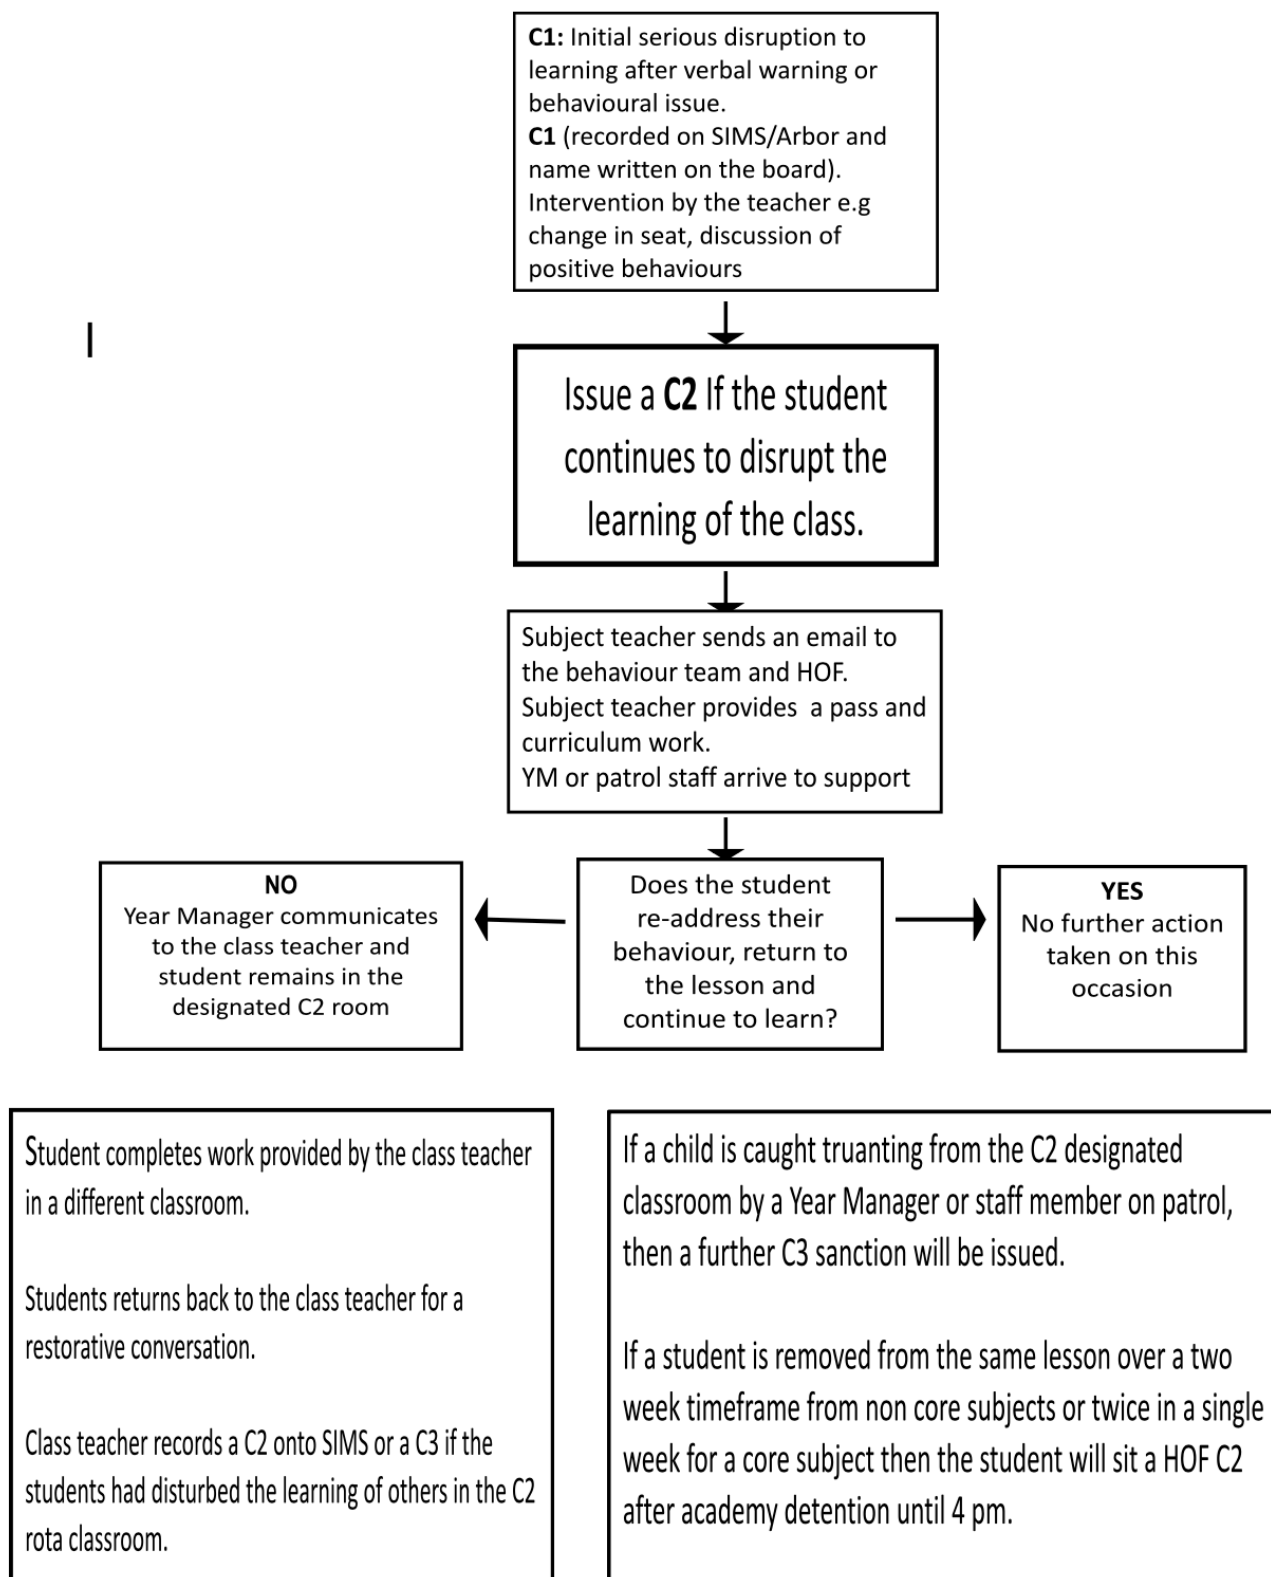 C1: Initial serious disruption to
learning after verbal warning or
behavioural issue.
C1 (recorded on SIMS/Arbor and
name written on the board).
Intervention by the teacher e.g
change in seat, discussion of
positive behaviours
Issue a C2 If the student
continues to disrupt the
learning of the class.
Subject teacher sends an email to
the behaviour team and HOF.
Subject teacher provides a pass and
curriculum work.
YM or patrol staff arrive to support
NO
Year Manager communicates
to the class teacher and
student remains in the
designated C2 room
Does the student
re-address their
behaviour, return to
the lesson and
continue to learn?
YES
No further action
taken on this
occasion
Student completes work provided by the class teacher
in a different classroom.
Students returns back to the class teacher for a
restorative conversation.
Class teacher records a C2 onto SIMS or a C3 if the
students had disturbed the learning of others in the C2
rota classroom.
If a child is caught truanting from the C2 designated
classroom by a Year Manager or staff member on patrol,
then a further C3 sanction will be issued.
If a student is removed from the same lesson over a two
week timeframe from non core subjects or twice in a single
week for a core subject then the student will sit a HOF C2
after academy detention until 4 pm.